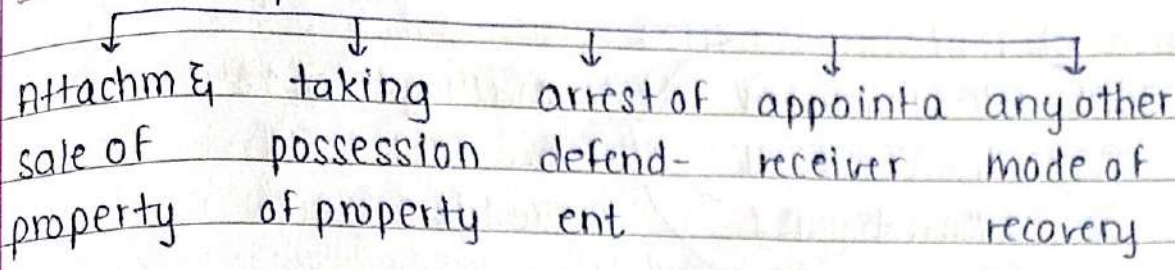 Attachm & taking arrest of appoint a any other
sale of possession defend- receiver mode of
property of property ent recovery